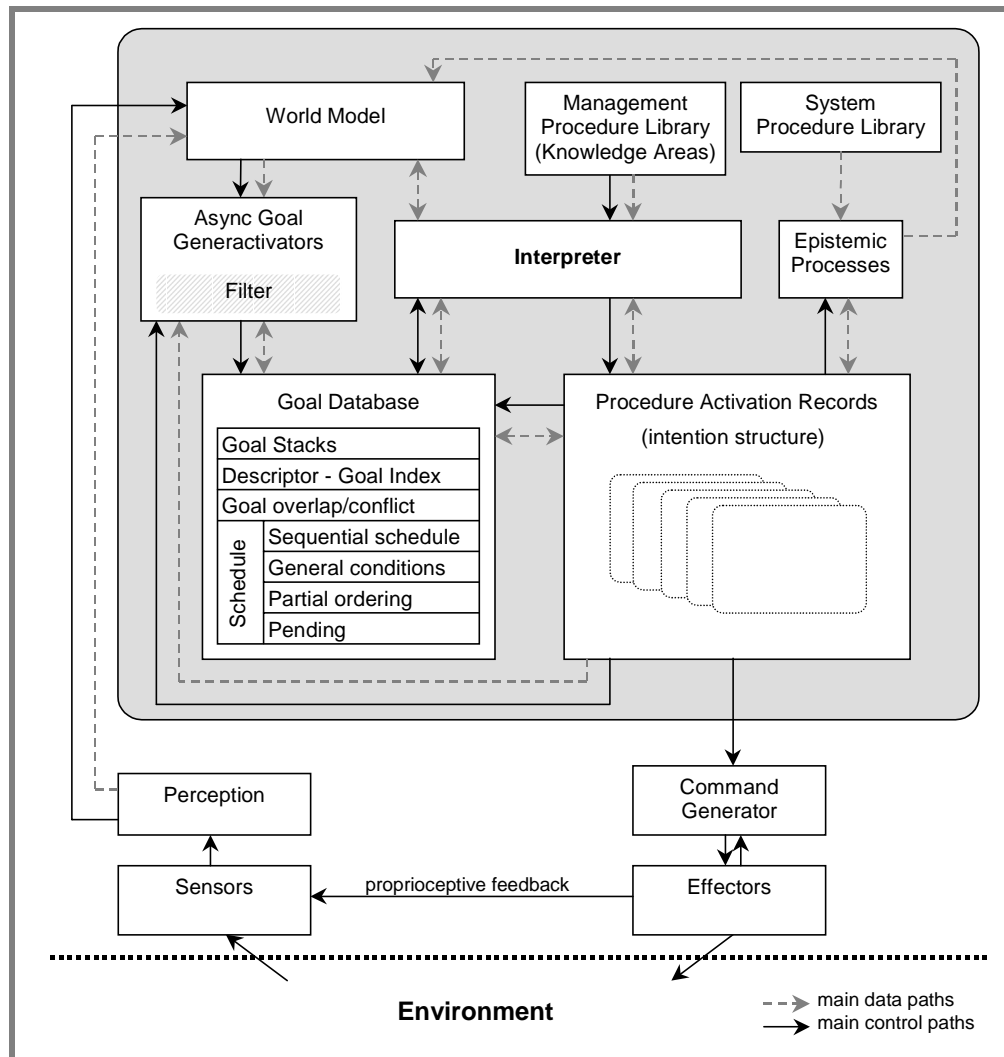 World Model
Management
Procedure Library
(Knowledge Areas)
System
Procedure Library
Async Goal
Generactivators
Filter
Interpreter
Epistemic
Processes
Goal Database
Goal Stacks
Descriptor - Goal Index
Goal overlap/conflict
Schedule
Sequential schedule
General conditions
Partial ordering
Pending
Procedure Activation Records
(intention structure)
Perception
Command
Generator
Sensors
proprioceptive feedback
Effectors
Environment
main data paths
main control paths